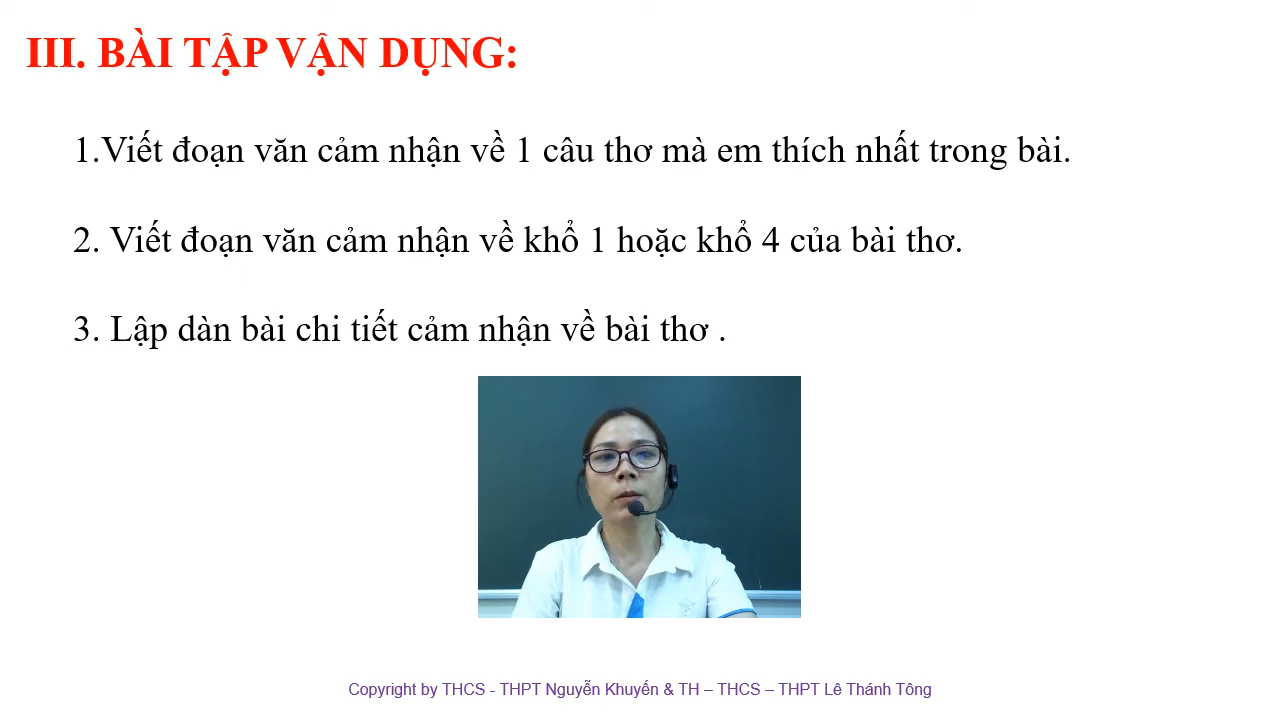 III. BÀI TẬP VẬN DỤNG:
1.Viết đoạn văn cảm nhận về 1 câu thơ mà em thích nhất trong bài.
2. Viết đoạn văn cảm nhận về khổ 1 hoặc khổ 4 của bài thơ.
3. Lập dàn bài chi tiết cảm nhận về bài thơ .
Copyright by THCS - THPT Nguyễn Khuyến & TH – THCS – THPT Lê Thánh Tông